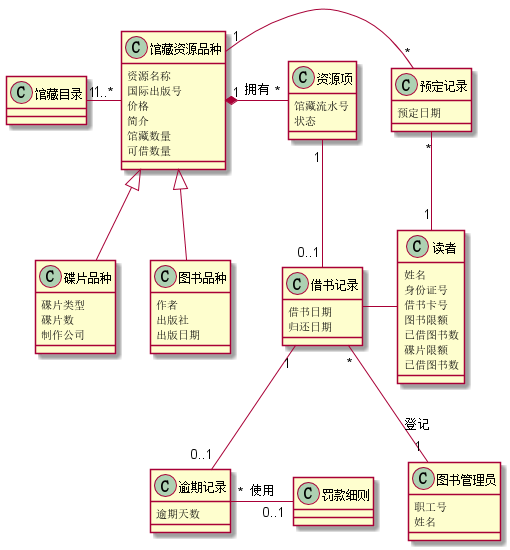 C 馆藏资源品种
资源名称
国际出版号
价格
简介
馆藏数量
可借数量
1
*
C 馆藏目录
1
1..*
1 拥有 *
C 资源项
馆藏流水号
状态
C 预定记录
预定日期
1
*
0..1
1
C 碟片品种
碟片类型
碟片数
制作公司
C 图书品种
作者
出版社
出版日期
C 借书记录
借书日期
归还日期
C 读者
姓名
身份证号
借书卡号
图书限额
已借图书数
碟片限额
已借图书数
1
*
登记
0..1
1
C 逾期记录
逾期天数
* 使用
0..1
C 罚款细则
C 图书管理员
职工号
姓名